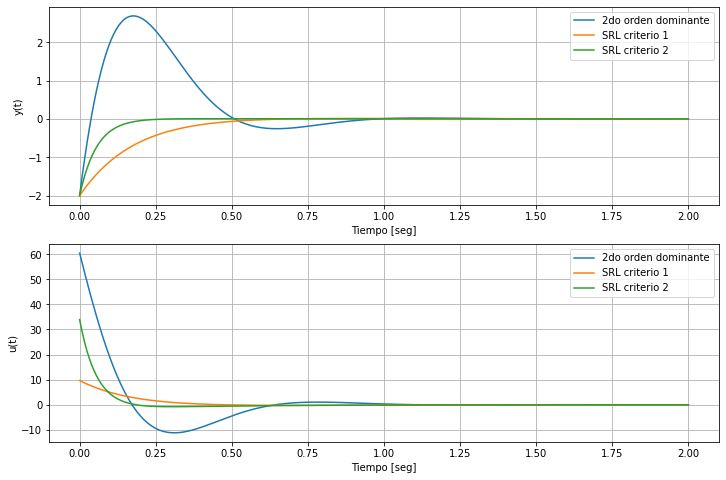 2do orden dominante
SRL criterio 1
SRL criterio 2
y(t)
2
1
0
−1
−2
0.00 0.25 0.50 0.75 1.00 1.25 1.50 1.75 2.00
Tiempo [seg]
2do orden dominante
SRL criterio 1
SRL criterio 2
u(t)
60
50
40
30
20
10
0
−10
0.00 0.25 0.50 0.75 1.00 1.25 1.50 1.75 2.00
Tiempo [seg]